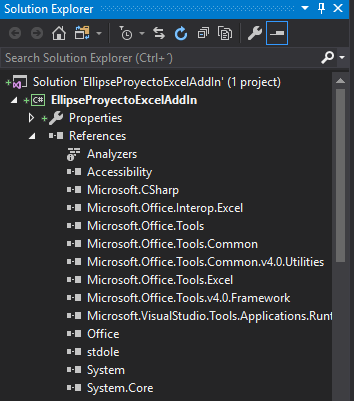 Solution Explorer
Search Solution Explorer (Ctrl+´)
Solution 'EllipseProyectoExcelAddIn' (1 project)
C# EllipseProyectoExcelAddIn
Properties
References
Analyzers
Accessibility
Microsoft.CSharp
Microsoft.Office.Interop.Excel
Microsoft.Office.Tools
Microsoft.Office.Tools.Common
Microsoft.Office.Tools.Common.v4.0.Utilities
Microsoft.Office.Tools.Excel
Microsoft.Office.Tools.v4.0.Framework
Microsoft.VisualStudio.Tools.Applications.Runt
Office
stdole
System
System.Core